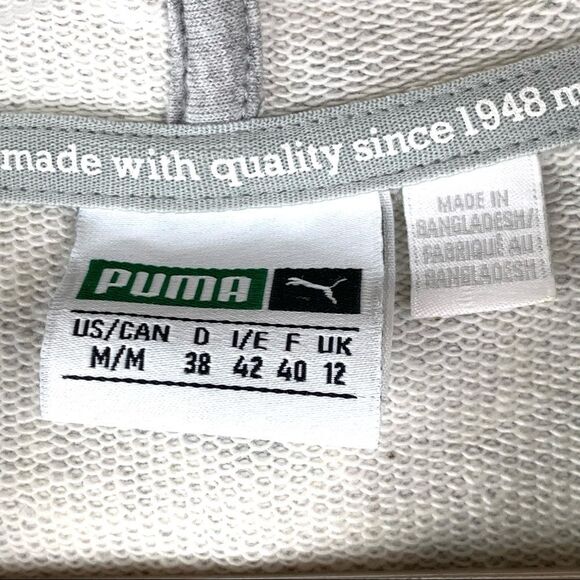 made with quality since 1948 m
MADE IN
BANGLADESH/
FABRIQUÉ AU
BANGLADESH
PUMA
US/CAN D I/E F UK
M/M 38 42 40 12